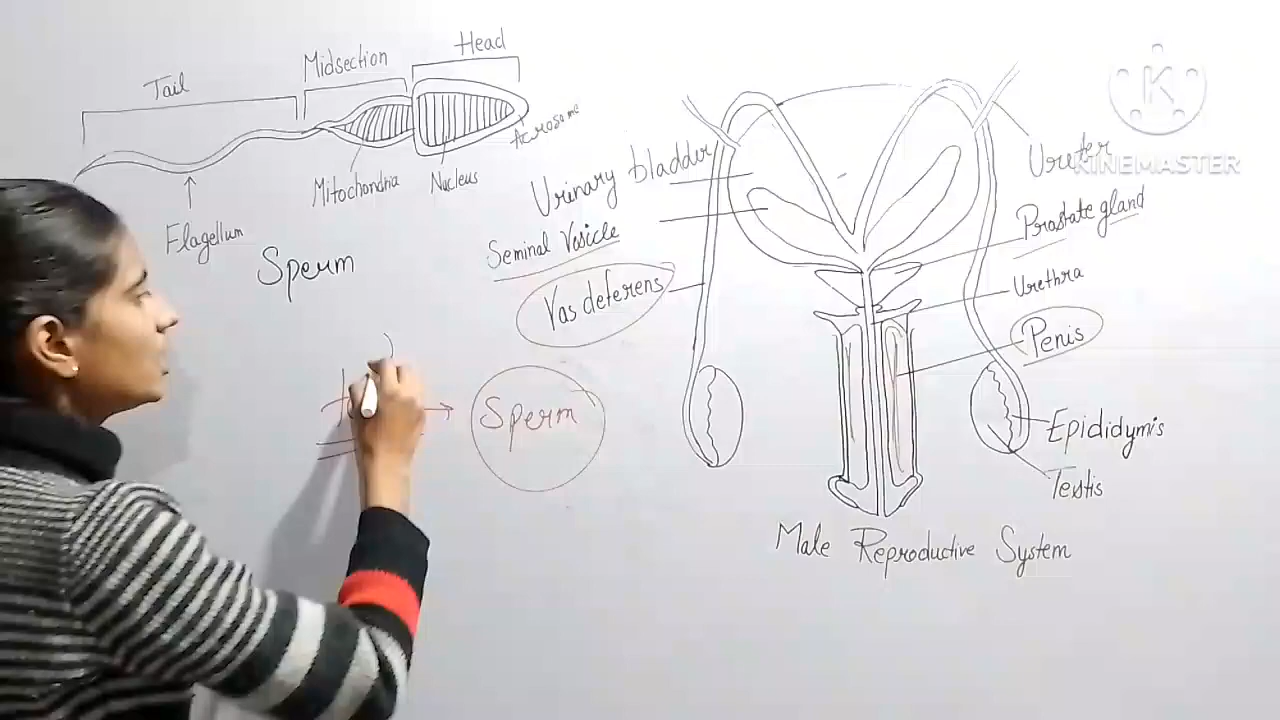 Head
Midsection
Tail
Acrosome
Mitochondria
Nucleus
Flagellum
Sperm
Sperm
K
KINEMASTER
Ureter
Urinary bladder
Prastate gland
Seminal Vesicle
Urethra
Vas deferens
Penis
Epididymis
Testis
Male Reproductive System